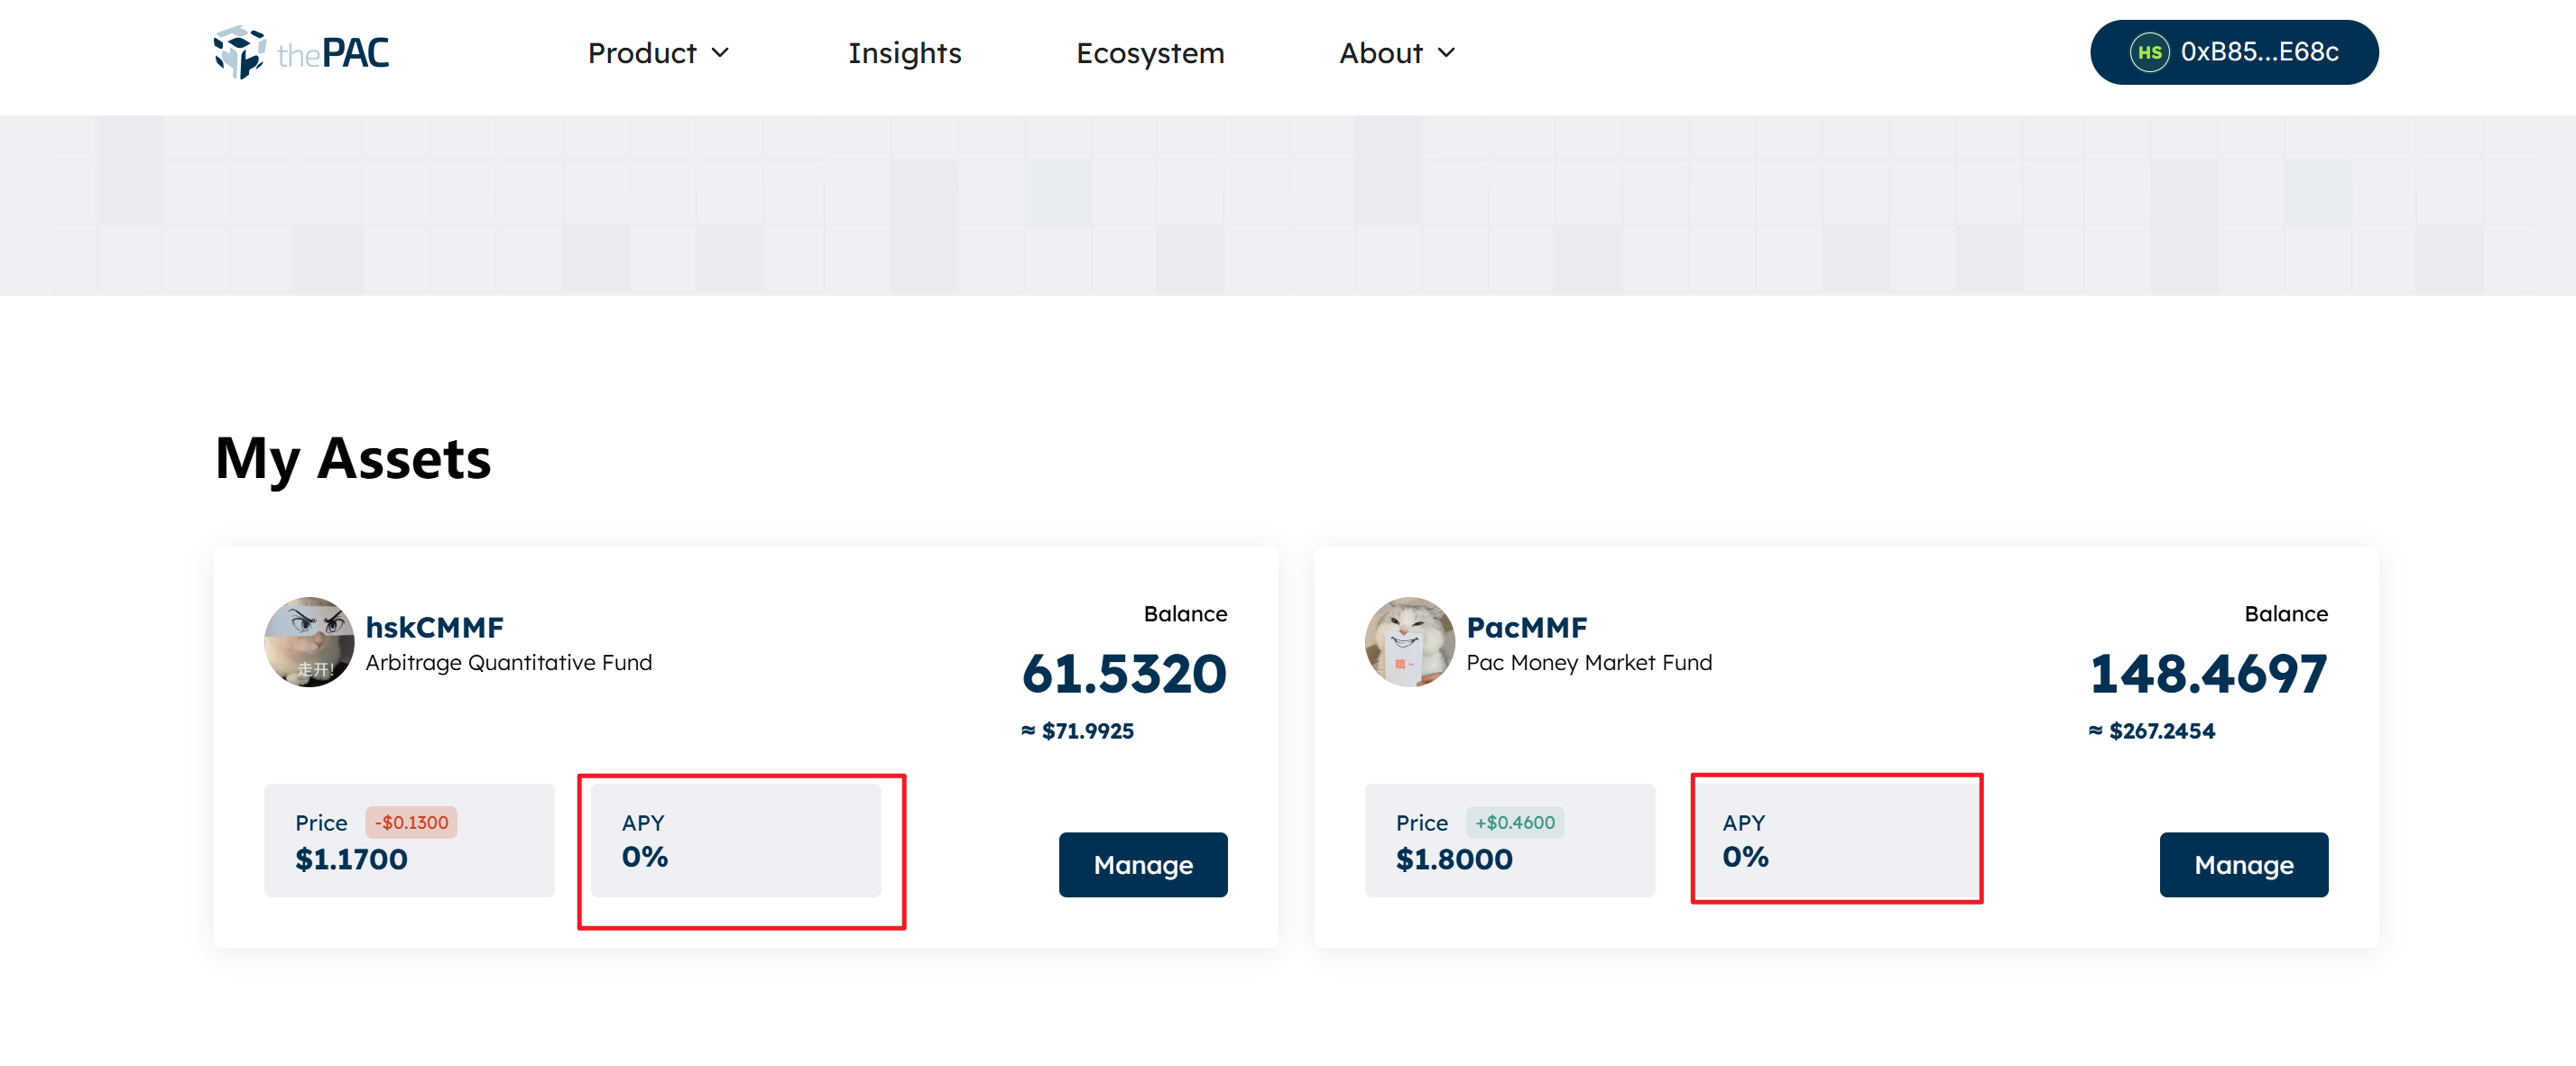 thePAC
Product
Insights
Ecosystem
About
HS 0xB85...E68c
My Assets
走开!
hskCMMF
Arbitrage Quantitative Fund
Balance
61.5320
≈ $71.9925
Price -$0.1300
$1.1700
APY
0%
Manage
嘻~
PacMMF
Pac Money Market Fund
Balance
148.4697
≈ $267.2454
Price +$0.4600
$1.8000
APY
0%
Manage